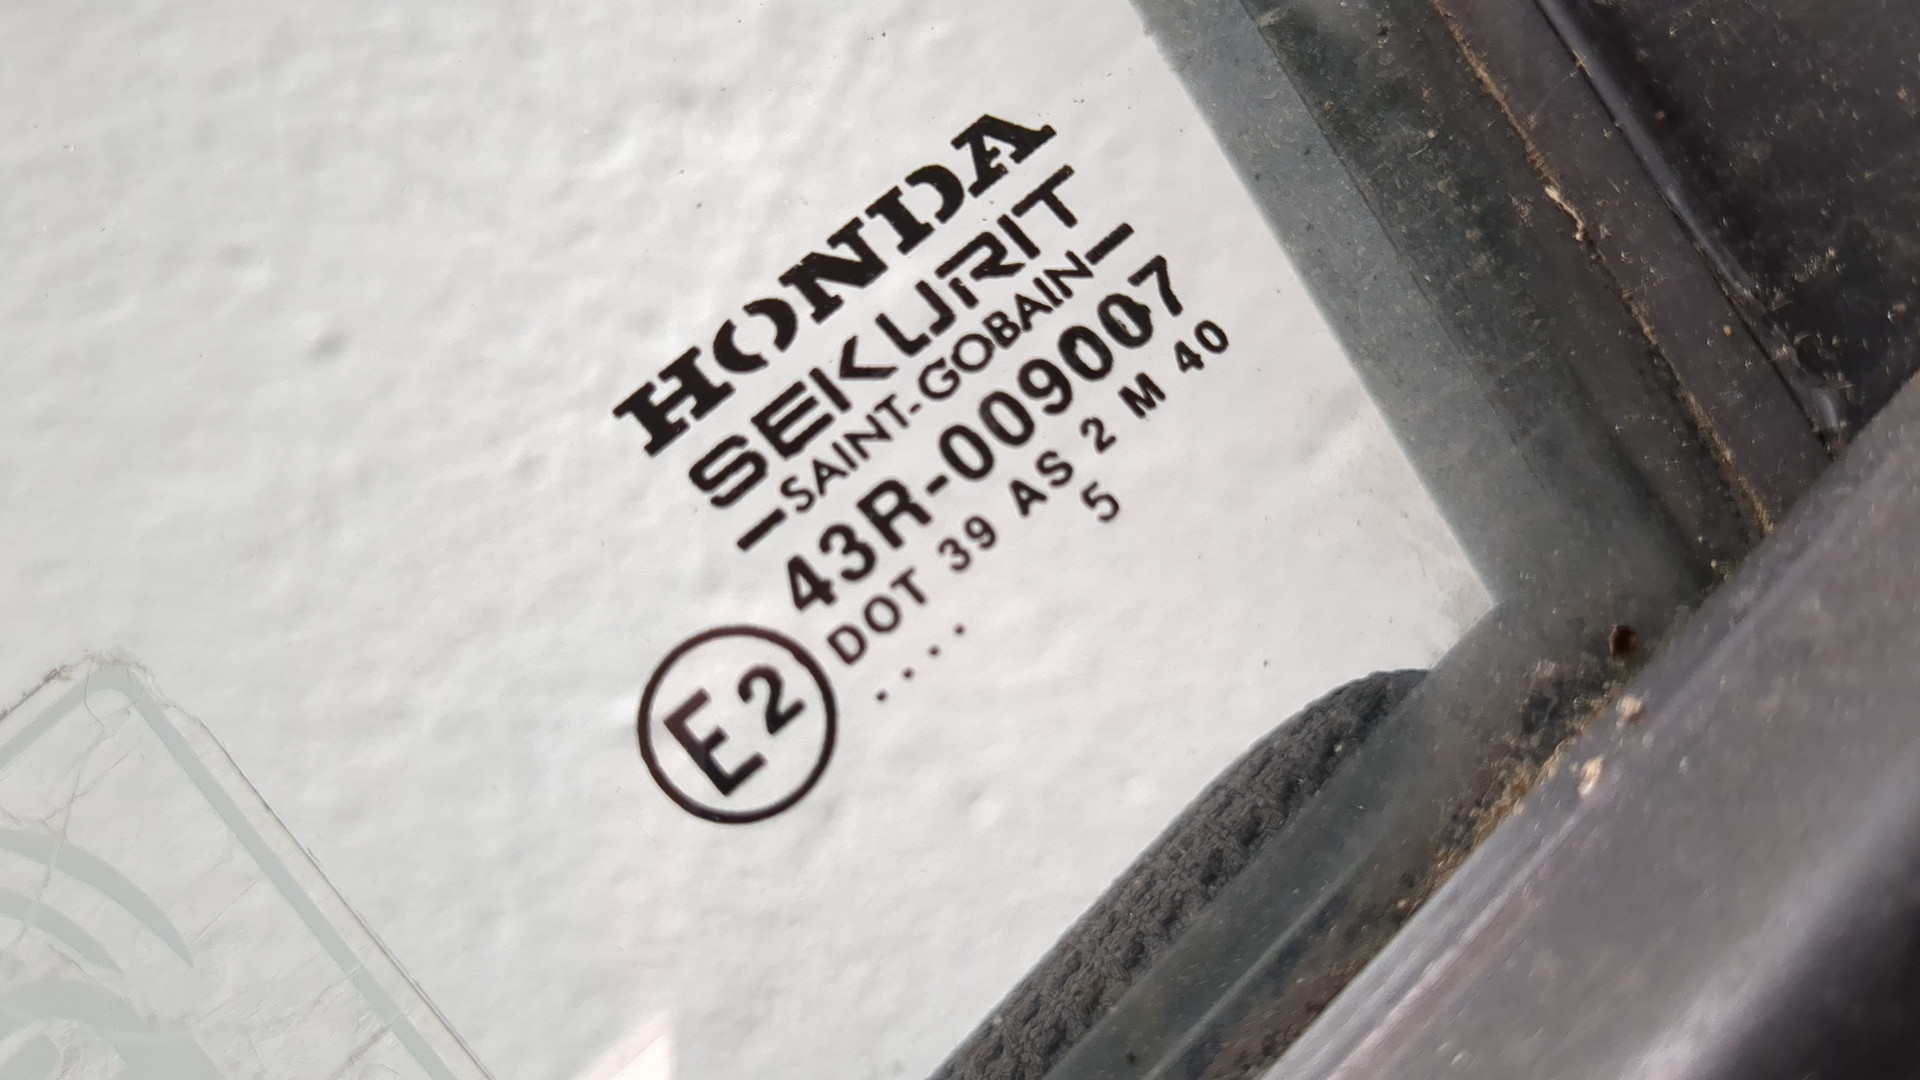 HONDA
SEKURIT
—SAINT-GOBAIN—
43R-009007
E2
DOT 39 AS 2 M 40
. . . . 5